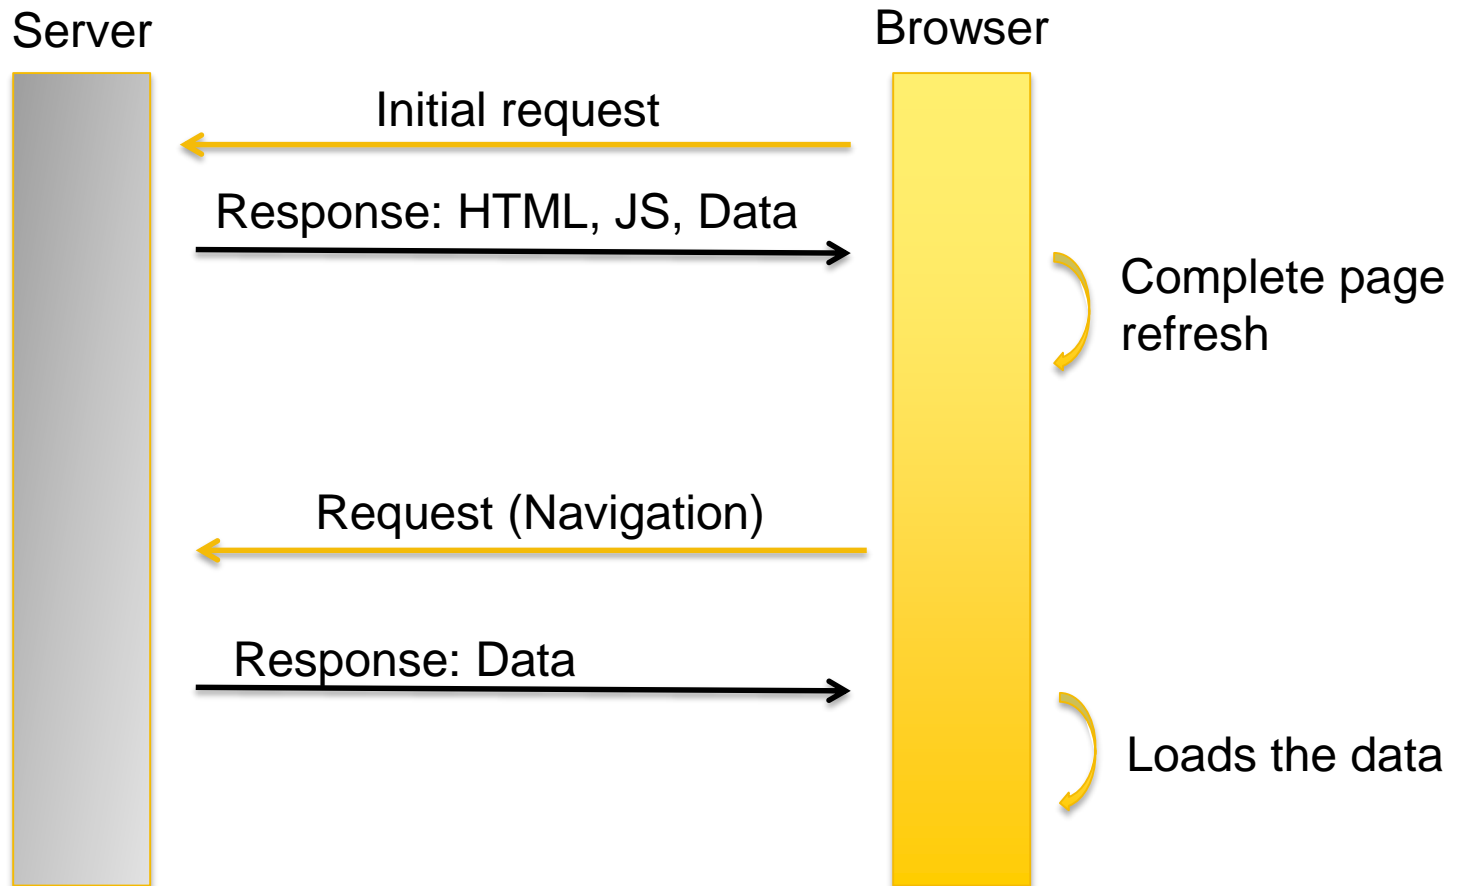 Server
Browser
Initial request
Response: HTML, JS, Data
Complete page
refresh
Request (Navigation)
Response: Data
Loads the data